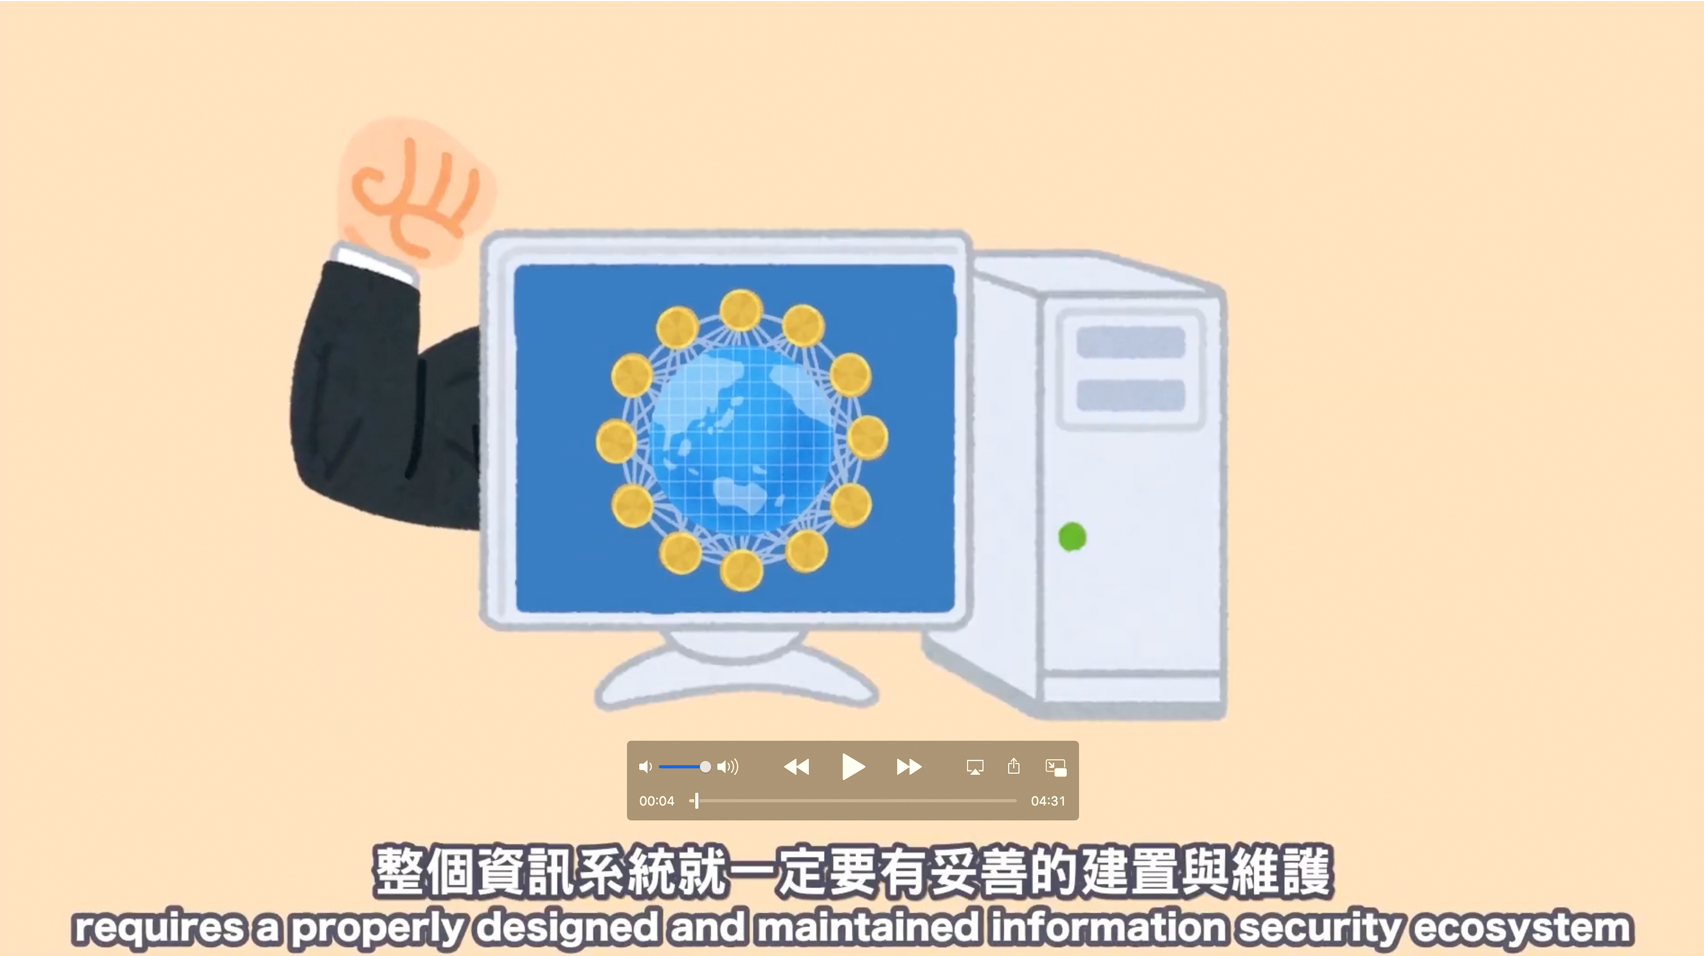 00:04
04:31
整個資訊系統就一定要有妥善的建置與維護
requires a properly designed and maintained information security ecosystem